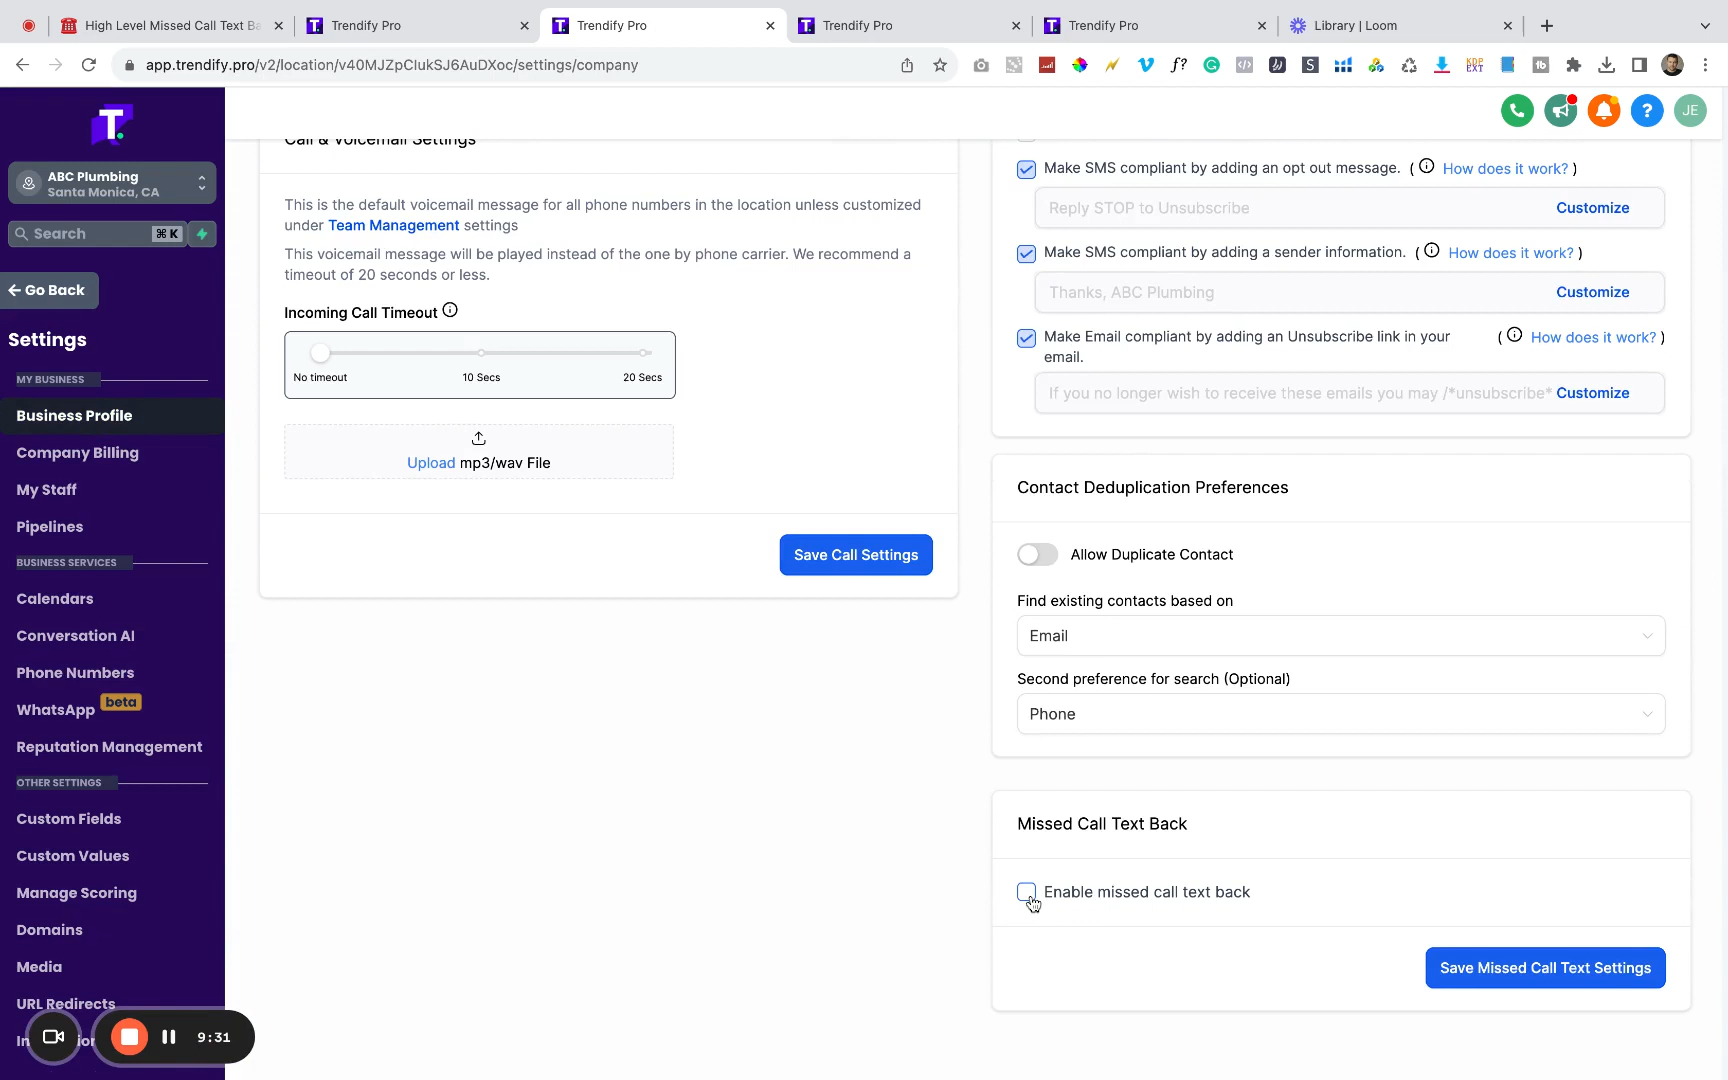 High Level Missed Call Text Ba
Trendify Pro
Trendify Pro
Trendify Pro
Trendify Pro
Library | Loom
app.trendify.pro/v2/location/v40MJZpClukSJ6AuDXoc/settings/company
f?
KDP
EXT
S
tb
T.
ABC Plumbing
Santa Monica, CA
Search
⌘ K
Go Back
Settings
MY BUSINESS
Business Profile
Company Billing
My Staff
Pipelines
BUSINESS SERVICES
Calendars
Conversation AI
Phone Numbers
WhatsApp beta
Reputation Management
OTHER SETTINGS
Custom Fields
Custom Values
Manage Scoring
Domains
Media
URL Redirects
9:31
?
JE
Call & Voicemail Settings
This is the default voicemail message for all phone numbers in the location unless customized
under Team Management settings
This voicemail message will be played instead of the one by phone carrier. We recommend a
timeout of 20 seconds or less.
Incoming Call Timeout
No timeout
10 Secs
20 Secs
Upload mp3/wav File
Save Call Settings
Make SMS compliant by adding an opt out message. ( How does it work? )
Reply STOP to Unsubscribe
Customize
Make SMS compliant by adding a sender information. ( How does it work? )
Thanks, ABC Plumbing
Customize
Make Email compliant by adding an Unsubscribe link in your
email.
( How does it work? )
If you no longer wish to receive these emails you may /*unsubscribe*
Customize
Contact Deduplication Preferences
Allow Duplicate Contact
Find existing contacts based on
Email
Second preference for search (Optional)
Phone
Missed Call Text Back
Enable missed call text back
Save Missed Call Text Settings